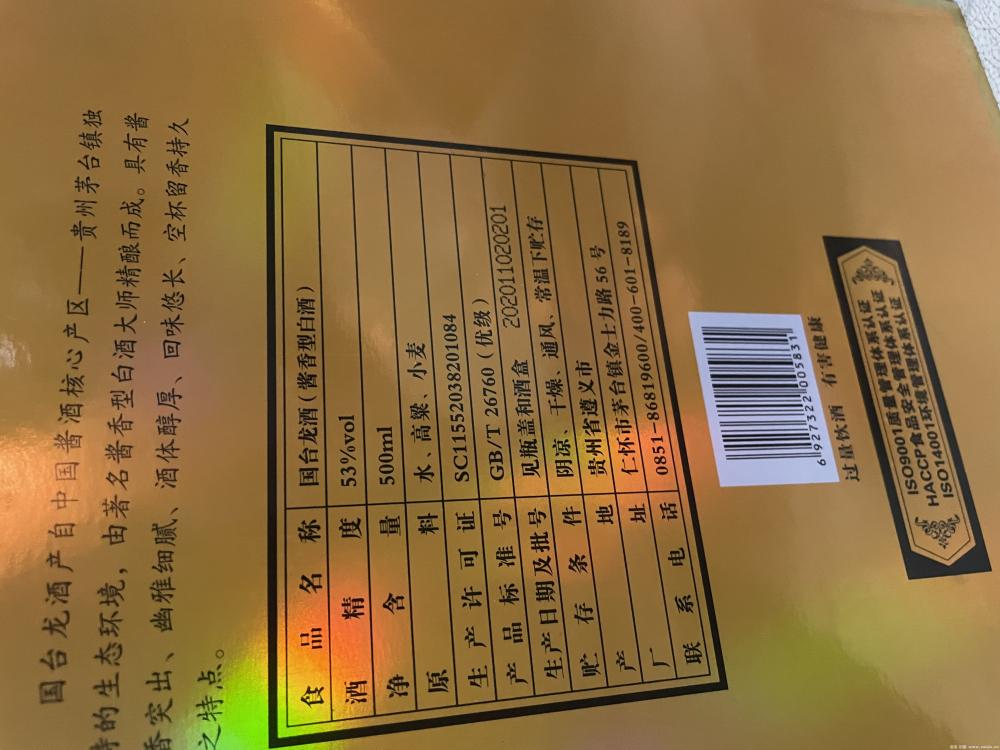 国台龙酒产自中国酱酒核心产区——贵州茅台镇独
特的生态环境，由著名酱香型白酒大师精酿而成。具有酱
香突出、幽雅细腻、酒体醇厚、回味悠长、空杯留香持久
之特点。
食品名称 国台龙酒（酱香型白酒）
酒精度 53%vol
净含量 500ml
原料 水、高粱、小麦
生产许可证 SC11552038201084
产品标准号 GB/T 26760（优级）
生产日期及批号 见瓶盖和酒盒 202011020201
贮存条件 阴凉、干燥、通风、常温下贮存
产地 贵州省遵义市
厂址 仁怀市茅台镇金士力路56号
联系电话 0851-86819600/400-601-8189
6927322005831
过量饮酒 有害健康
ISO9001质量管理体系认证
HACCP食品安全管理体系认证
ISO14001环境管理体系认证